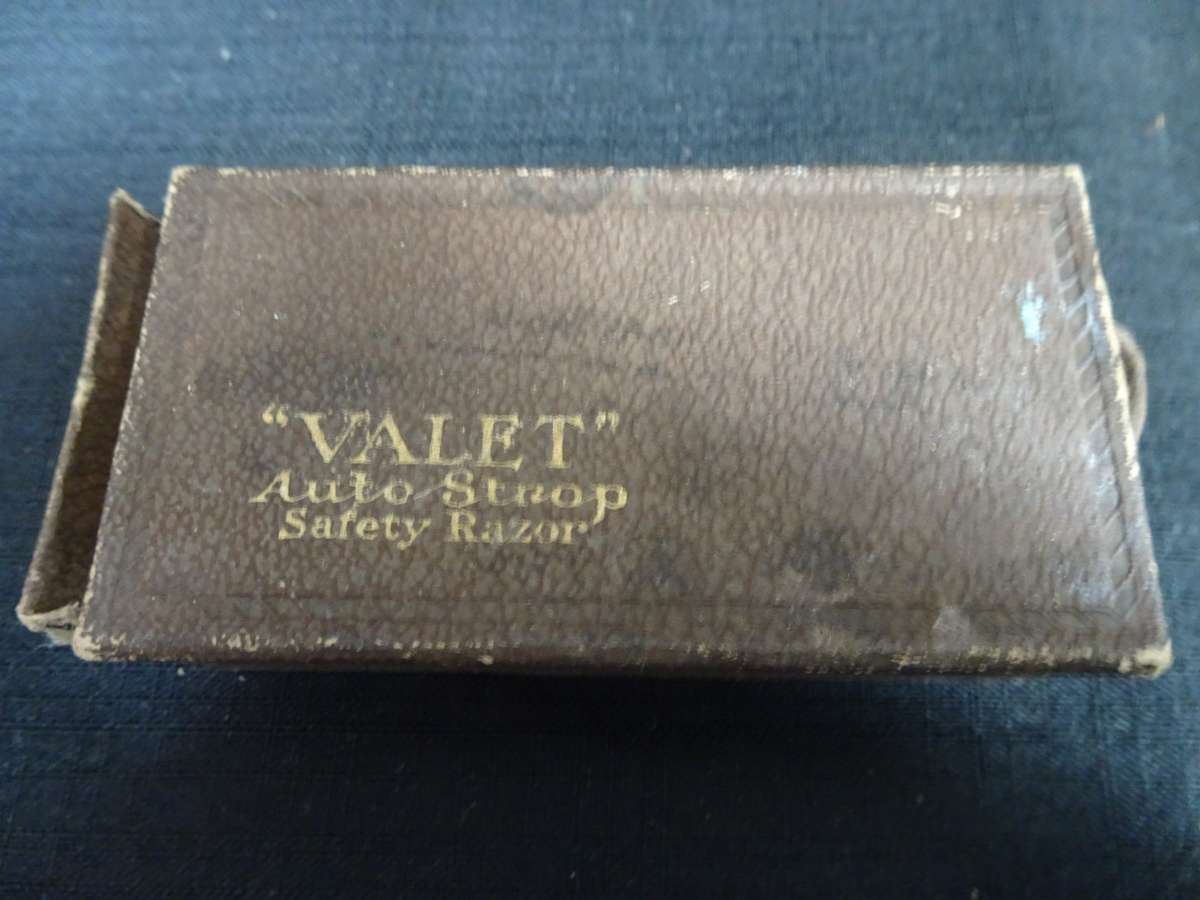 "VALET"
Auto Strop
Safety Razor